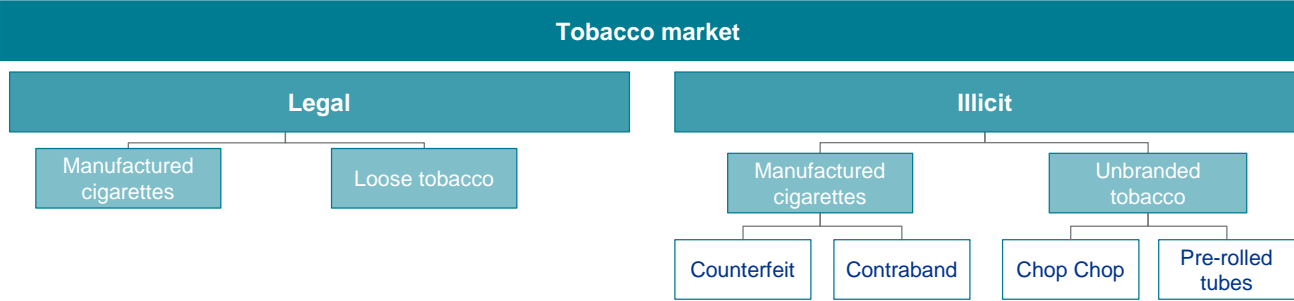 Tobacco market
Legal
Illicit
Manufactured
cigarettes
Loose tobacco
Manufactured
cigarettes
Unbranded
tobacco
Counterfeit
Contraband
Chop Chop
Pre-rolled
tubes